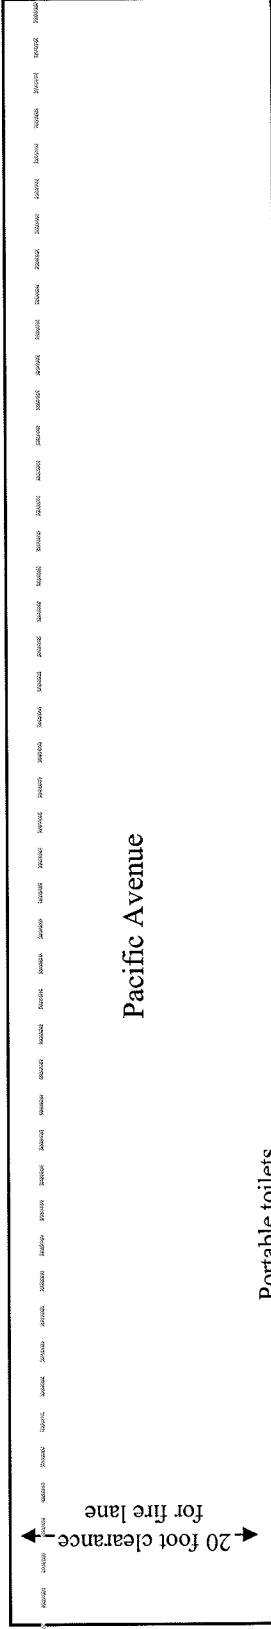 Pacific Avenue
Portable toilets
20 foot clearance
for fire lane